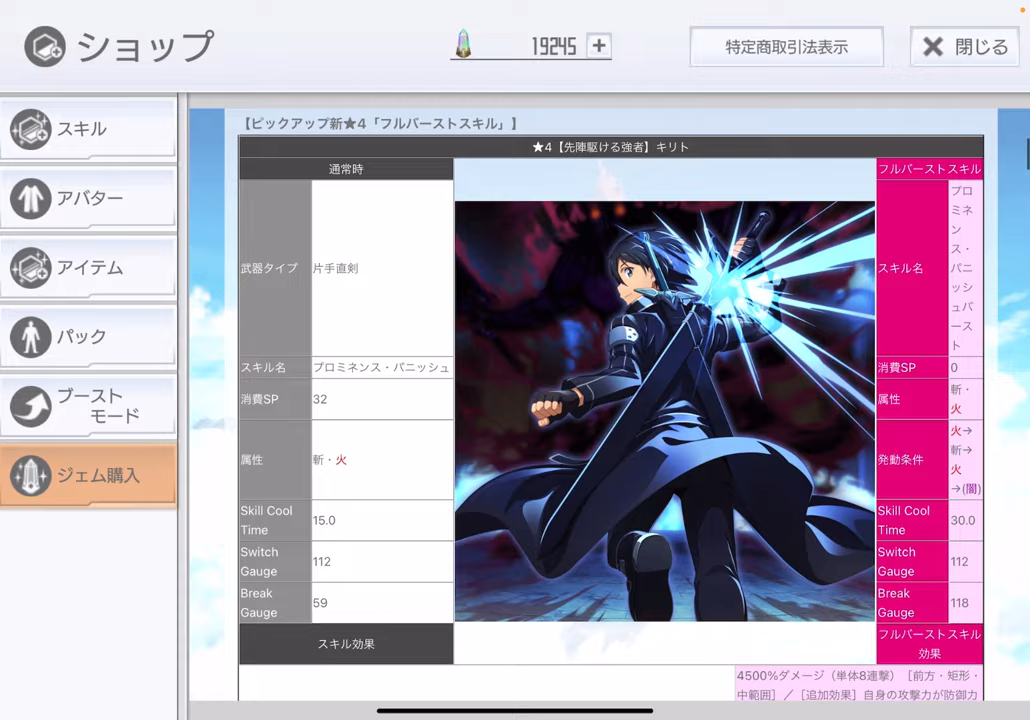 ショップ
19245
特定商取引法表示
閉じる
スキル
アバター
アイテム
パック
ブースト
モード
ジェム購入
【ピックアップ新★4「フルバーストスキル」】
★4【先陣駆ける強者】キリト
通常時
フルバーストスキル
武器タイプ
片手直剣
スキル名
プロミネンス・バニッシュ
消費SP
32
属性
斬・火
Skill Cool
Time
15.0
Switch
Gauge
112
Break
Gauge
59
スキル効果
スキル名
プロ
ミネ
ン
ス・
バニ
ッシ
ュバ
ース
ト
消費SP
0
属性
斬・
火
発動条件
火→
斬→
火
→(闇)
Skill Cool
Time
30.0
Switch
Gauge
112
Break
Gauge
118
フルバーストスキル
効果
4500%ダメージ（単体8連撃）［前方・矩形・
中範囲］／［追加効果］自身の攻撃力が防御力